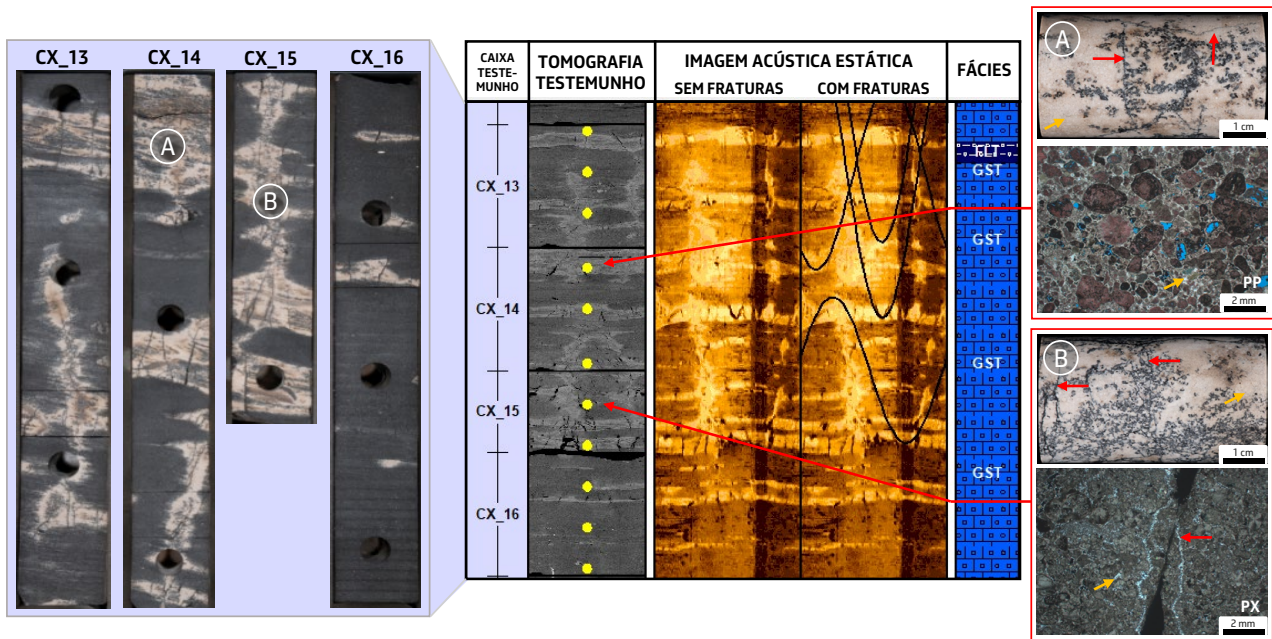 CX_13
CX_14
CX_15
CX_16
A
B
CAIXA
TESTE-
MUNHO
TOMOGRAFIA
TESTEMUNHO
IMAGEM ACÚSTICA ESTÁTICA
SEM FRATURAS
COM FRATURAS
FÁCIES
CX_13
CX_14
CX_15
CX_16
FLT
GST
GST
GST
GST
A
1 cm
PP
2 mm
B
1 cm
PX
2 mm